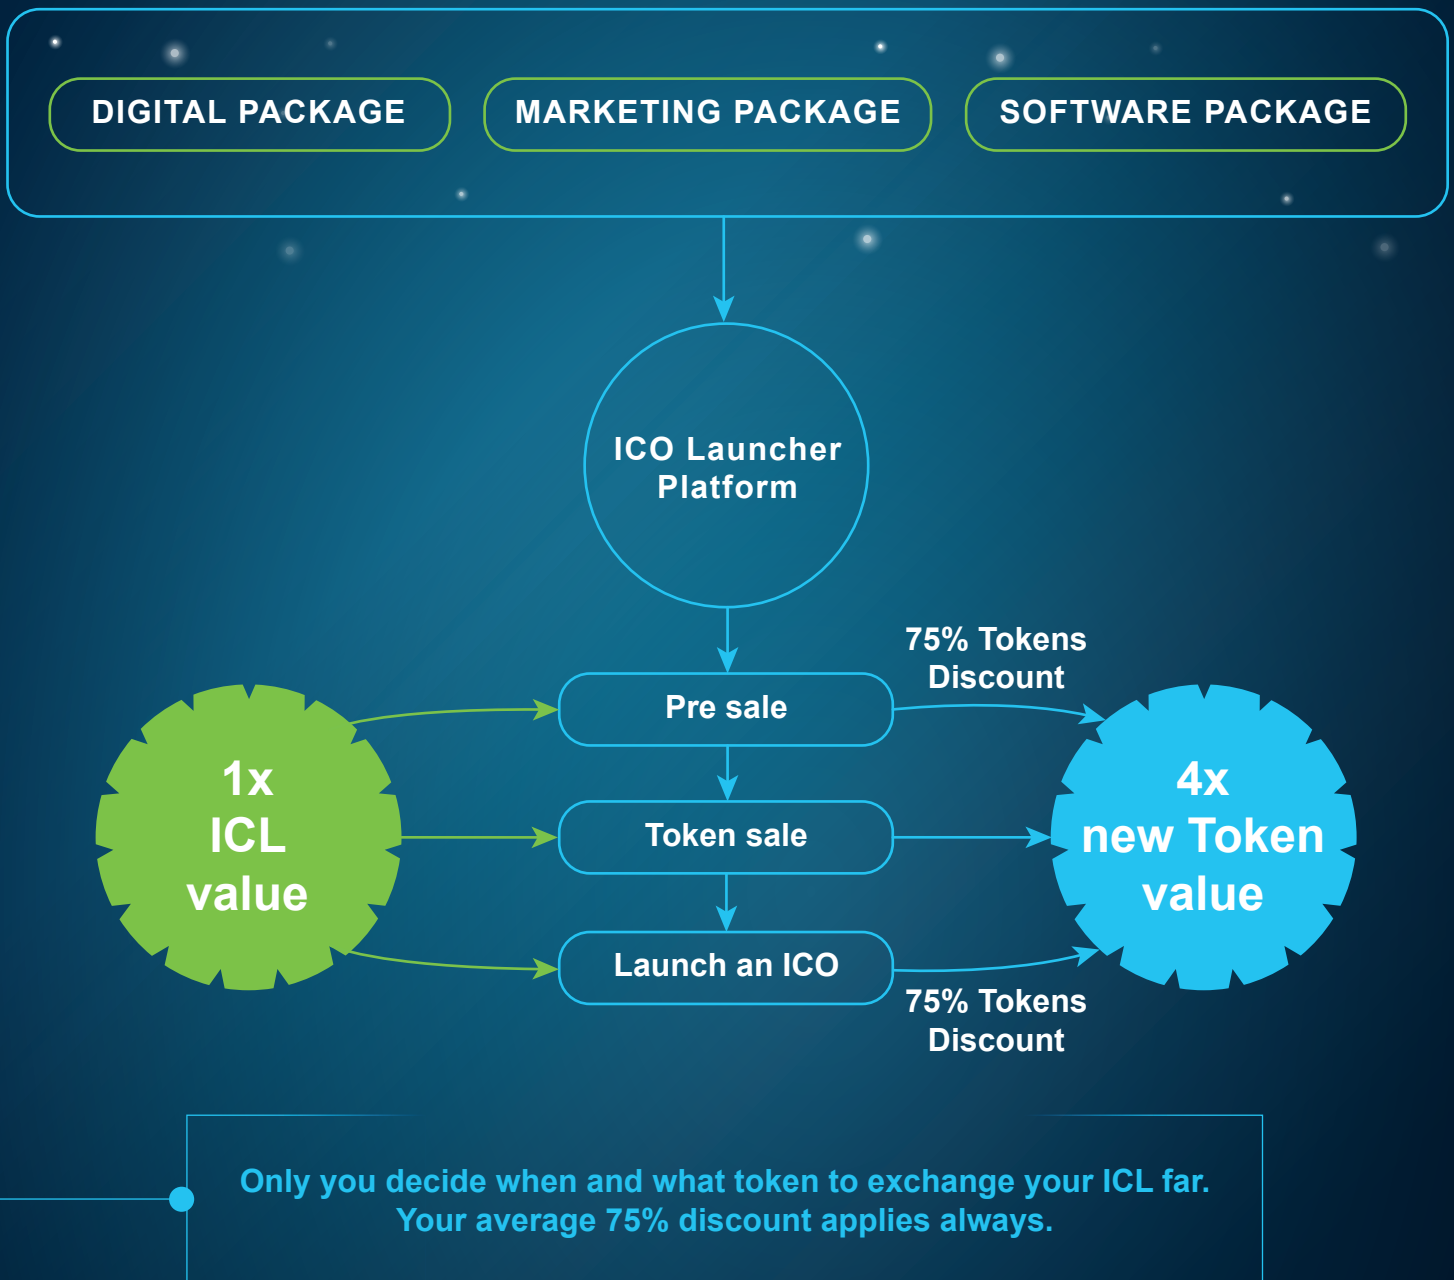 DIGITAL PACKAGE
MARKETING PACKAGE
SOFTWARE PACKAGE
ICO Launcher
Platform
75% Tokens
Discount
Pre sale
1x
ICL
value
Token sale
4x
new Token
value
Launch an ICO
75% Tokens
Discount
Only you decide when and what token to exchange your ICL far.
Your average 75% discount applies always.